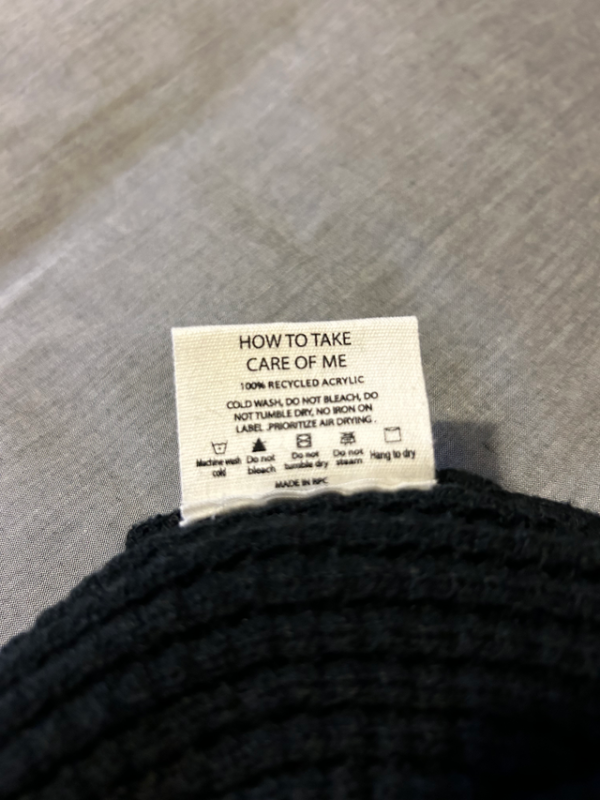 HOW TO TAKE
CARE OF ME
100% RECYCLED ACRYLIC
COLD WASH, DO NOT BLEACH, DO
NOT TUMBLE DRY, NO IRON ON
LABEL .PRIORITIZE AIR DRYING .
Machine wash cold
Do not bleach
Do not tumble dry
Do not steam
Hang to dry
MADE IN RPC